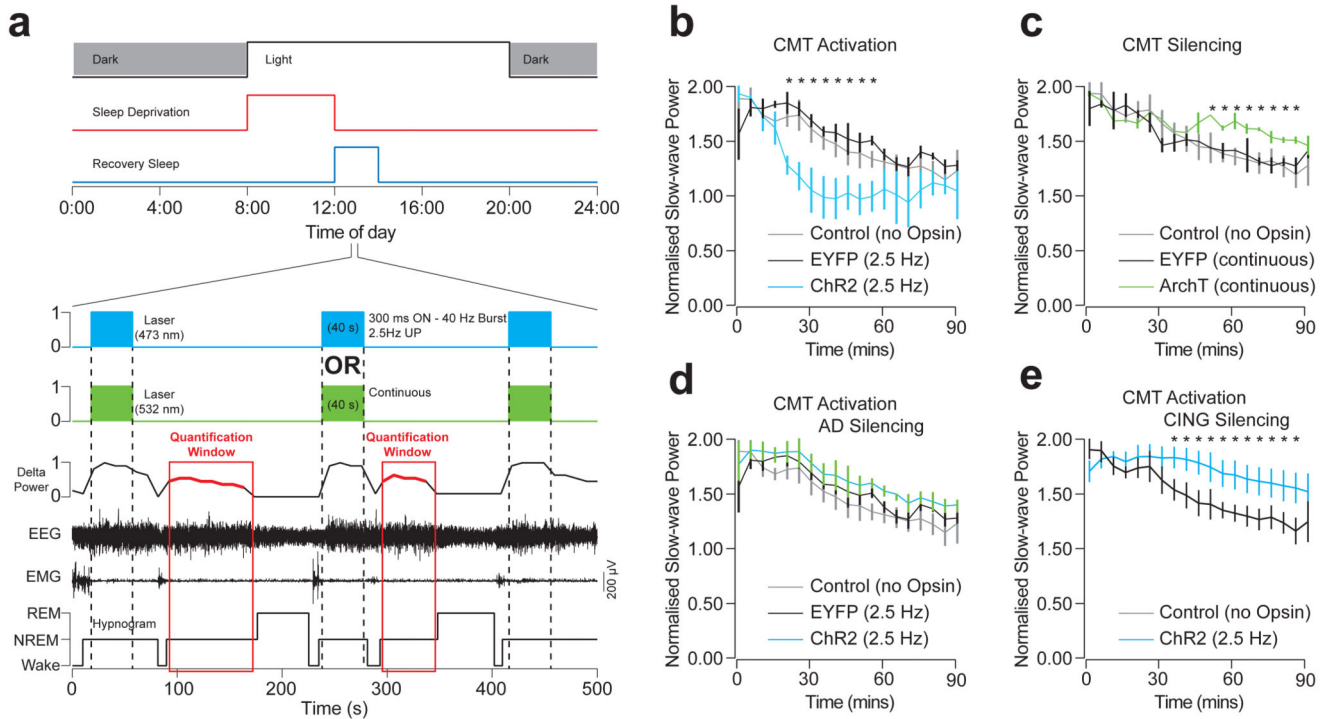 a
Dark
Light
Dark
Sleep Deprivation
Recovery Sleep
0:00 4:00 8:00 12:00 16:00 20:00 24:00
Time of day
1
0
Laser
(473 nm)
(40 s)
300 ms ON - 40 Hz Burst
2.5Hz UP
OR
1
0
Laser
(532 nm)
(40 s)
Continuous
Quantification
Window
Quantification
Window
Delta
Power
1
0
EEG
EMG
200 µV
REM
NREM
Wake
Hypnogram
0 100 200 300 400 500
Time (s)
b
CMT Activation
* * * * * * * *
Normalised Slow-wave Power
2.00
1.50
1.00
0.50
0.00
Control (no Opsin)
EYFP (2.5 Hz)
ChR2 (2.5 Hz)
0 30 60 90
Time (mins)
c
CMT Silencing
* * * * * * * *
Normalised Slow-wave Power
2.00
1.50
1.50
0.50
0.00
Control (no Opsin)
EYFP (continuous)
ArchT (continuous)
0 30 60 90
Time (mins)
d
CMT Activation
AD Silencing
Normalised Slow-wave Power
2.00
1.50
1.00
0.50
0.00
Control (no Opsin)
EYFP (2.5 Hz)
ChR2 (2.5 Hz)
0 30 60 90
Time (mins)
e
CMT Activation
CING Silencing
* * * * * * * * * * *
Normalised Slow-wave Power
2.00
1.50
1.50
0.50
0.00
Control (no Opsin)
ChR2 (2.5 Hz)
0 30 60 90
Time (mins)